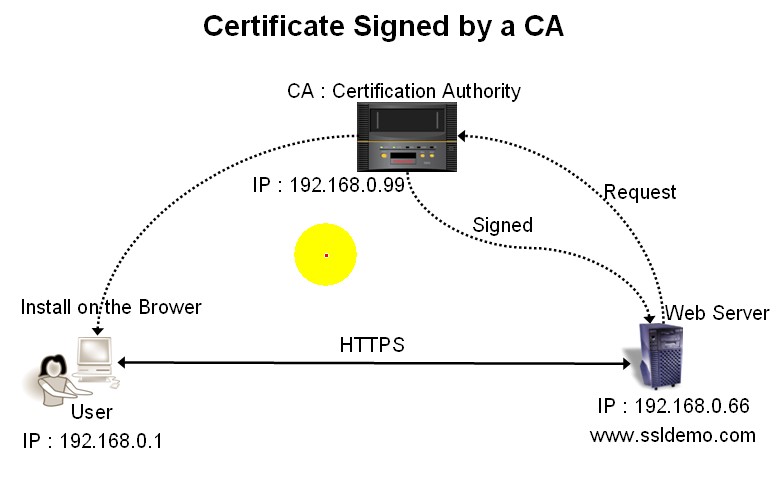 Certificate Signed by a CA
CA : Certification Authority
IP : 192.168.0.99
Request
Signed
Install on the Brower
Web Server
HTTPS
User
IP : 192.168.0.1
IP : 192.168.0.66
www.ssldemo.com